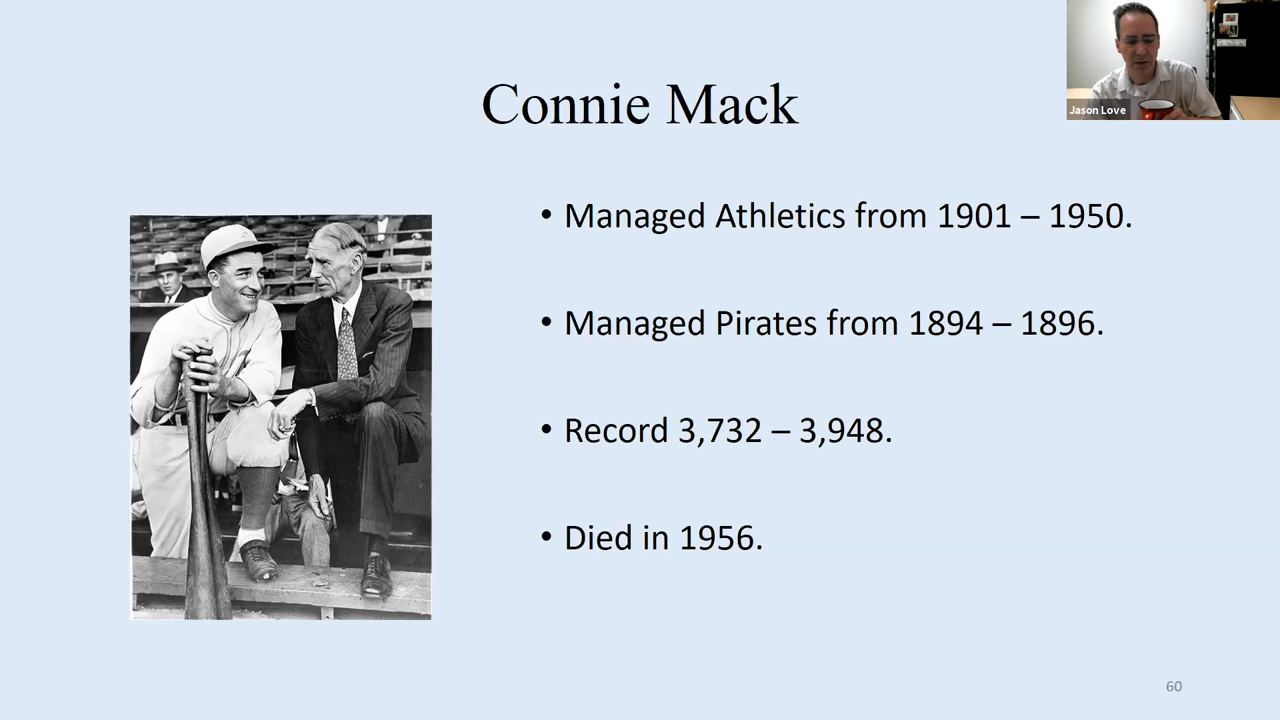 Connie Mack
Jason Love
• Managed Athletics from 1901 – 1950.
• Managed Pirates from 1894 – 1896.
• Record 3,732 – 3,948.
• Died in 1956.
60